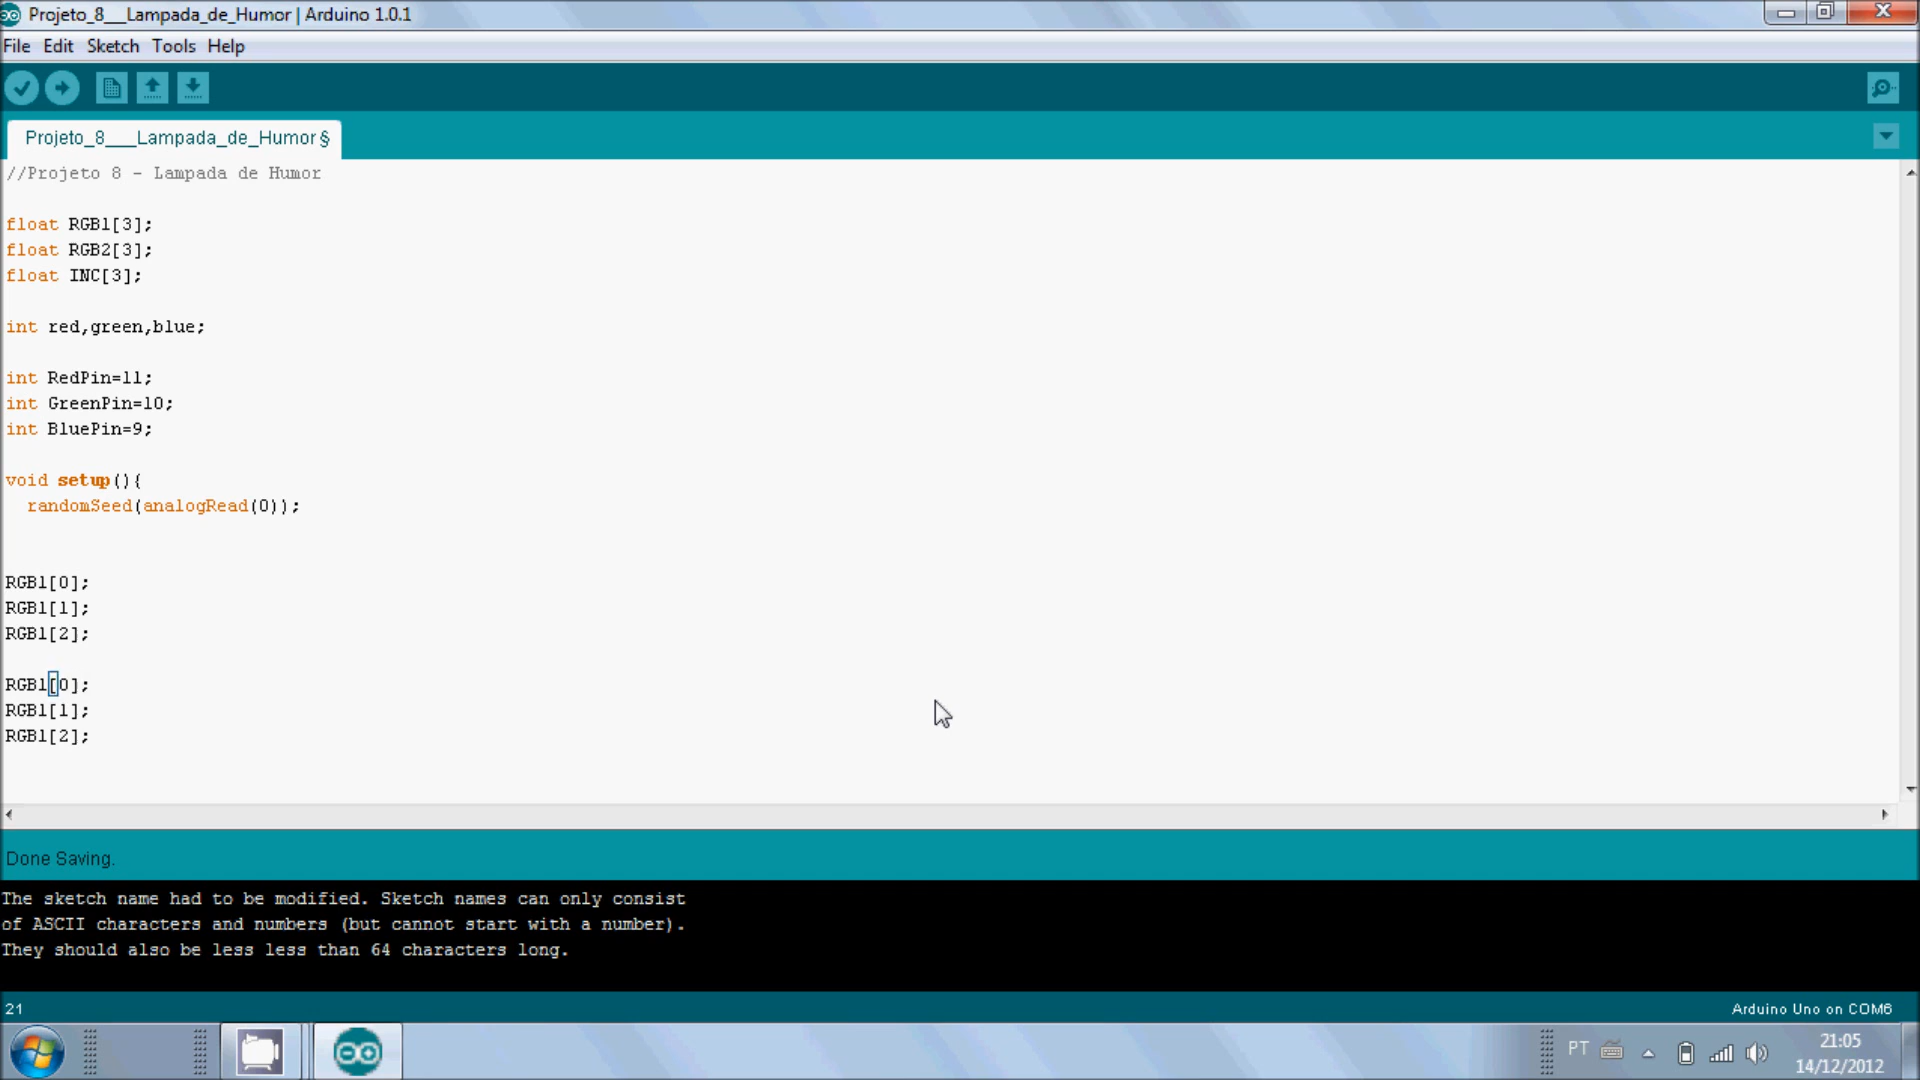 Projeto_8___Lampada_de_Humor | Arduino 1.0.1
File Edit Sketch Tools Help
Projeto_8___Lampada_de_Humor §
//Projeto 8 - Lampada de Humor
float RGB1[3];
float RGB2[3];
float INC[3];
int red,green,blue;
int RedPin=11;
int GreenPin=10;
int BluePin=9;
void setup(){
randomSeed(analogRead(0));
RGB1[0];
RGB1[1];
RGB1[2];
RGB1[0];
RGB1[1];
RGB1[2];
Done Saving.
The sketch name had to be modified. Sketch names can only consist
of ASCII characters and numbers (but cannot start with a number).
They should also be less less than 64 characters long.
21
Arduino Uno on COM6
PT
21:05
14/12/2012